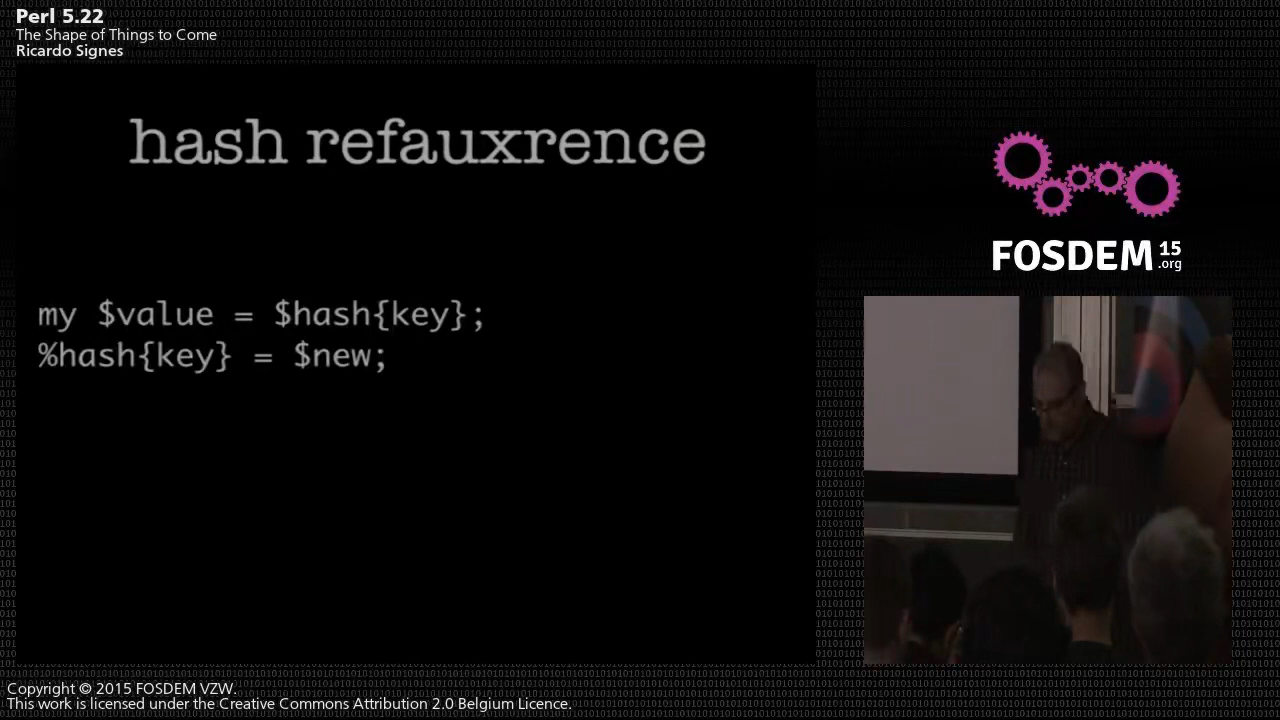 Perl 5.22
The Shape of Things to Come
Ricardo Signes
hash refauxrence
my $value = $hash{key};
%hash{key} = $new;
FOSDEM 15
.org
Copyright © 2015 FOSDEM VZW.
This work is licensed under the Creative Commons Attribution 2.0 Belgium Licence.